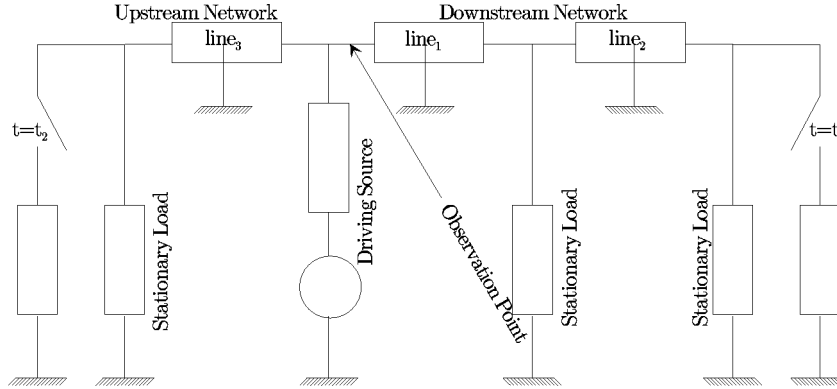 Upstream Network
Downstream Network
line3
line1
line2
t=t2
t=t
Stationary Load
Driving Source
Observation Point
Stationary Load
Stationary Load